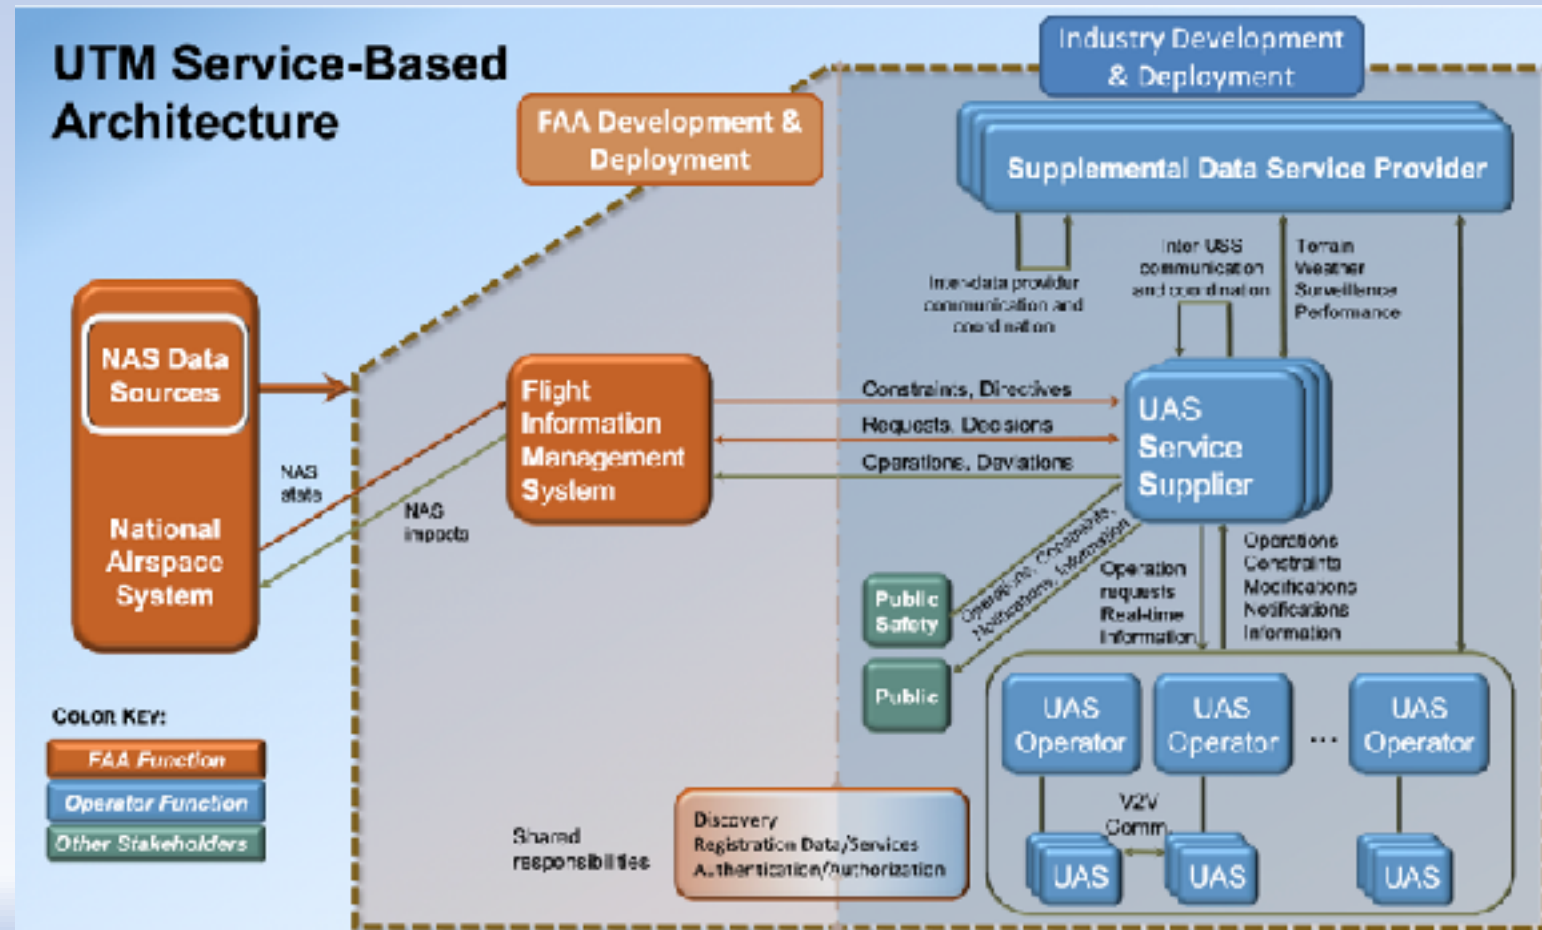 UTM Service-Based
Architecture
Industry Development
& Deployment
FAA Development &
Deployment
Supplemental Data Service Provider
Inter-data provider
communication and
coordination
Inter-USS
communication
and coordination
Terrain
Weather
Surveillance
Performance
NAS Data
Sources
National
Airspace
System
NAS
state
NAS
impacts
Flight
Information
Management
System
Constraints, Directives
Requests, Decisions
Operations, Deviations
UAS
Service
Supplier
Operations, Constraints,
Notifications, Information
Public
Safety
Public
Operation
requests
Real-time
Information
Operations
Constraints
Modifications
Notifications
Information
UAS
Operator
UAS
Operator
...
UAS
Operator
V2V
Comm.
UAS
UAS
UAS
COLOR KEY:
FAA Function
Operator Function
Other Stakeholders
Shared
responsibilities
Discovery
Registration Data/Services
Authentication/Authorization